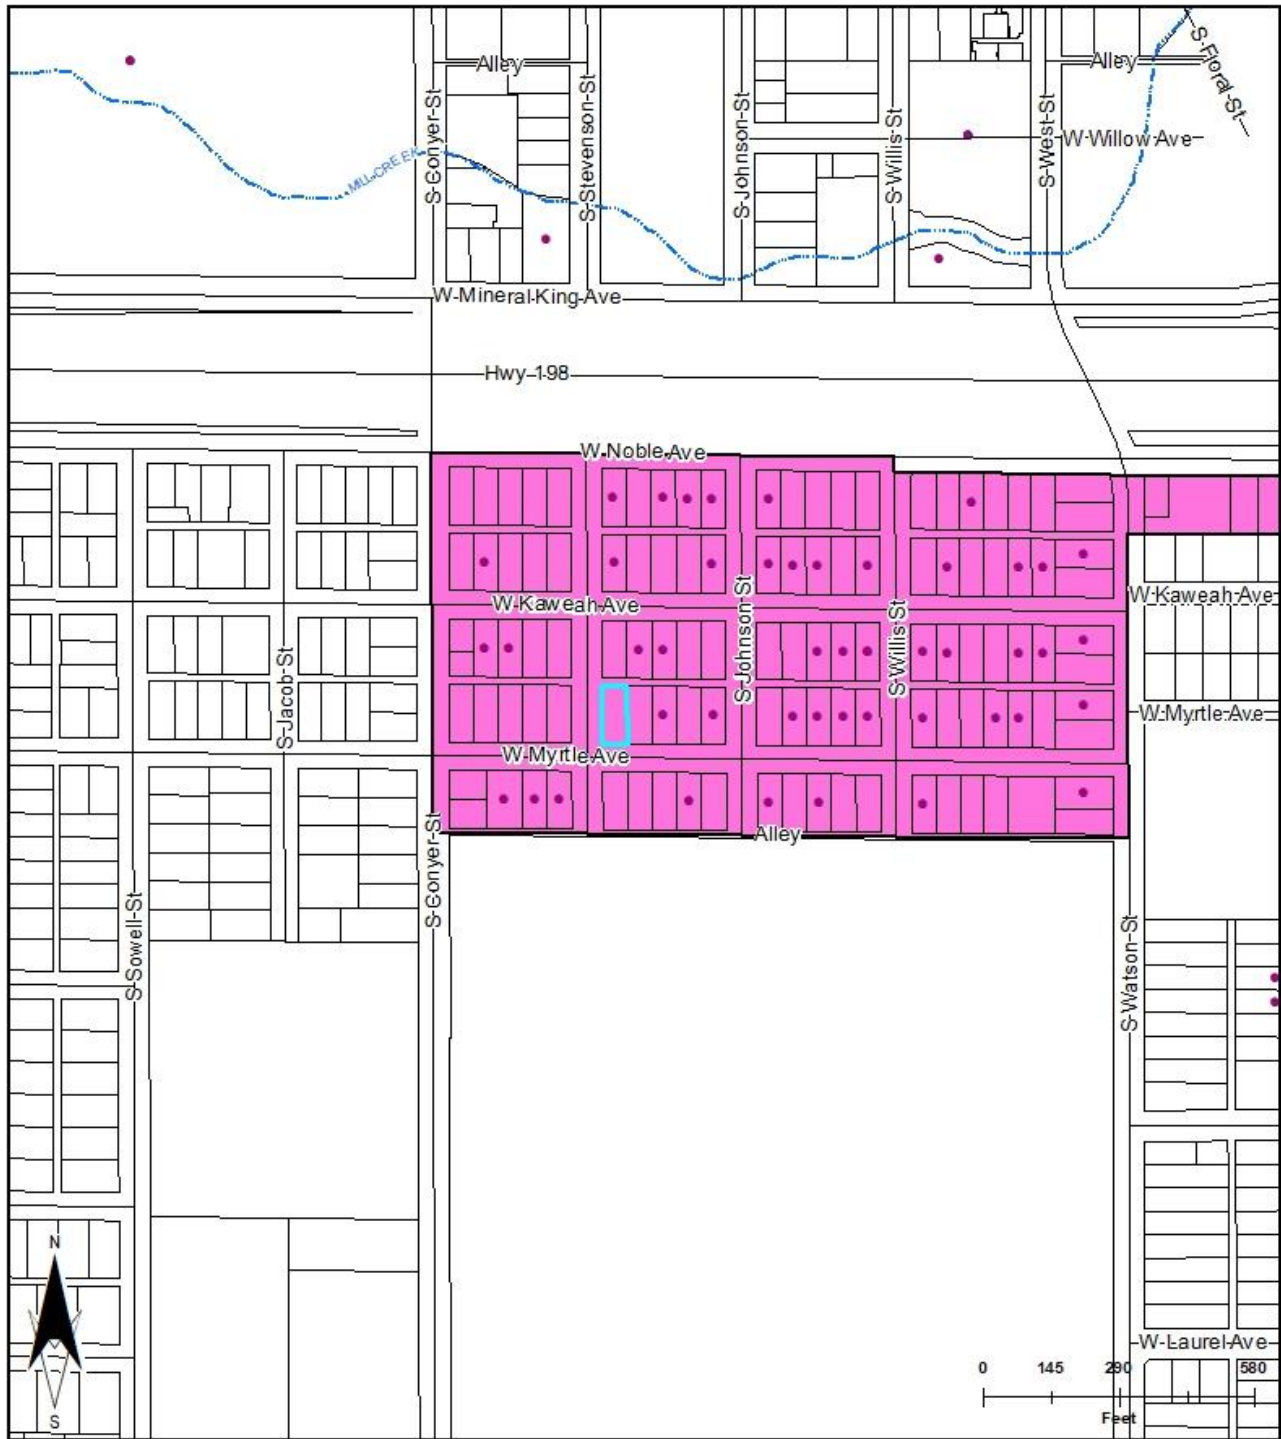 Alley
S Conyer St
S Stevenson St
S Johnson St
S Willis St
S West St
Alley
S Floral St
W Willow Ave
MILL CREEK
W Mineral King Ave
Hwy 198
W Noble Ave
W Kaweah Ave
W Kaweah Ave
S Johnson St
S Willis St
S Jacob St
W Myrtle Ave
W Myrtle Ave
Alley
S Conyer St
S Sowell St
S Watson St
N
S
W Laurel Ave
0 145 290 580
Feet